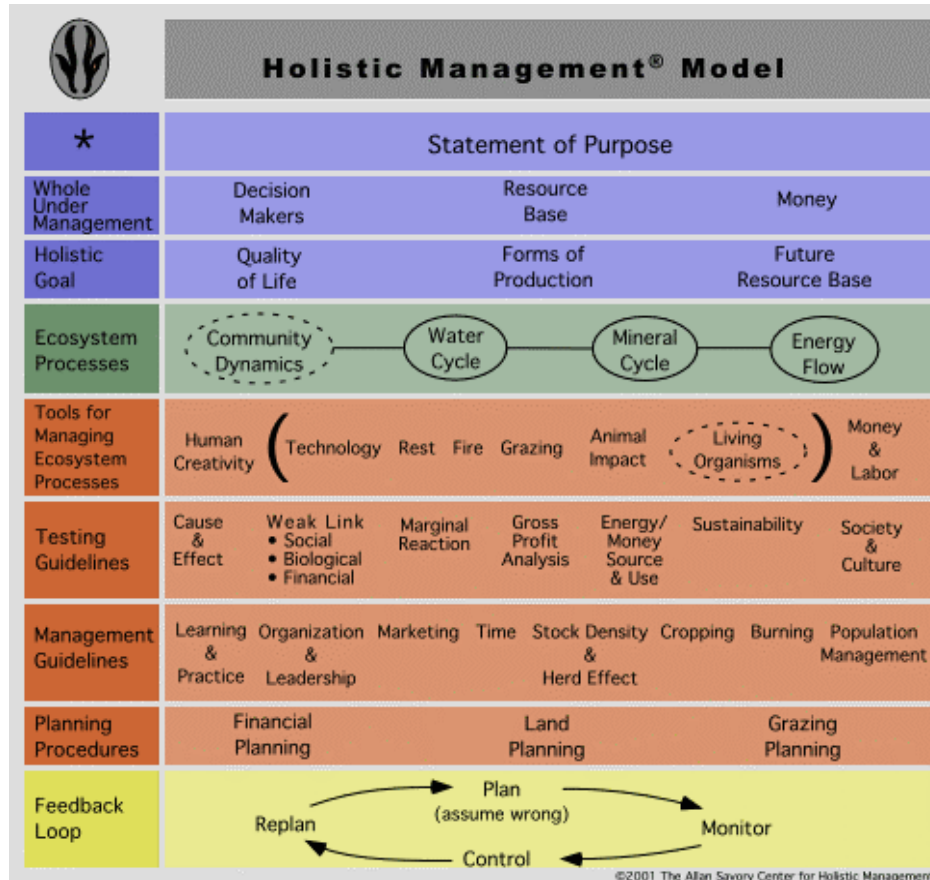 Holistic Management® Model
*
Statement of Purpose
Whole
Under
Management
Decision
Makers
Resource
Base
Money
Holistic
Goal
Quality
of Life
Forms of
Production
Future
Resource Base
Ecosystem
Processes
Community
Dynamics
Water
Cycle
Mineral
Cycle
Energy
Flow
Tools for
Managing
Ecosystem
Processes
Human
Creativity
(
Technology
Rest
Fire
Grazing
Animal
Impact
Living
Organisms
)
Money
&
Labor
Testing
Guidelines
Cause
&
Effect
Weak Link
• Social
• Biological
• Financial
Marginal
Reaction
Gross
Profit
Analysis
Energy/
Money
Source
& Use
Sustainability
Society
&
Culture
Management
Guidelines
Learning
&
Practice
Organization
&
Leadership
Marketing
Time
Stock Density
&
Herd Effect
Cropping
Burning
Population
Management
Planning
Procedures
Financial
Planning
Land
Planning
Grazing
Planning
Feedback
Loop
Plan
(assume wrong)
Replan
Monitor
Control
©2001 The Allan Savory Center for Holistic Management